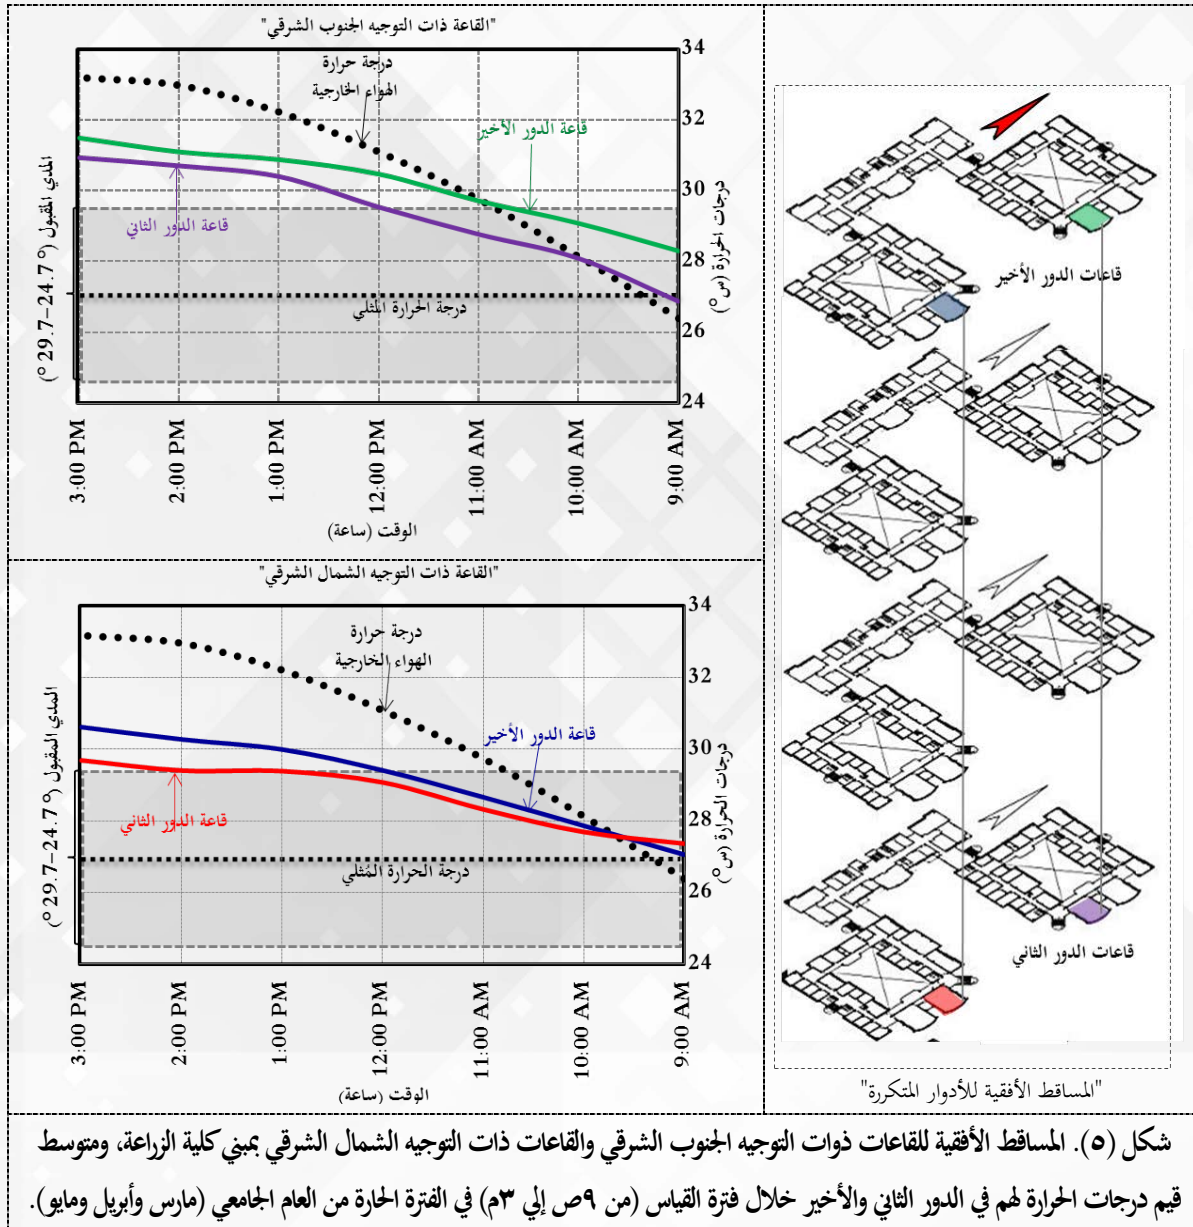 "القاعة ذات التوجيه الجنوب الشرقي"
34
32
30
28
26
24
درجات الحرارة (س°)
درجة حرارة
الهواء الخارجية
قاعة الدور الأخير
قاعة الدور الثاني
درجة الحرارة المثلي
المدي المقبول (° 24.7-29.7 °)
9:00 AM
10:00 AM
11:00 AM
12:00 PM
1:00 PM
2:00 PM
3:00 PM
الوقت (ساعة)
"القاعة ذات التوجيه الشمال الشرقي"
34
32
30
28
26
24
درجات الحرارة (س°)
درجة حرارة
الهواء الخارجية
قاعة الدور الأخير
قاعة الدور الثاني
درجة الحرارة المُثلي
المدي المقبول (° 24.7-29.7 °)
9:00 AM
10:00 AM
11:00 AM
12:00 PM
1:00 PM
2:00 PM
3:00 PM
الوقت (ساعة)
قاعات الدور الأخير
قاعات الدور الثاني
"المساقط الأفقية للأدوار المتكررة"
شكل (٥). المساقط الأفقية للقاعات ذوات التوجيه الجنوب الشرقي والقاعات ذات التوجيه الشمال الشرقي بمبني كلية الزراعة، ومتوسط
قيم درجات الحرارة لهم في الدور الثاني والأخير خلال فترة القياس (من ٩ص إلي ٣م) في الفترة الحارة من العام الجامعي (مارس وأبريل ومايو).